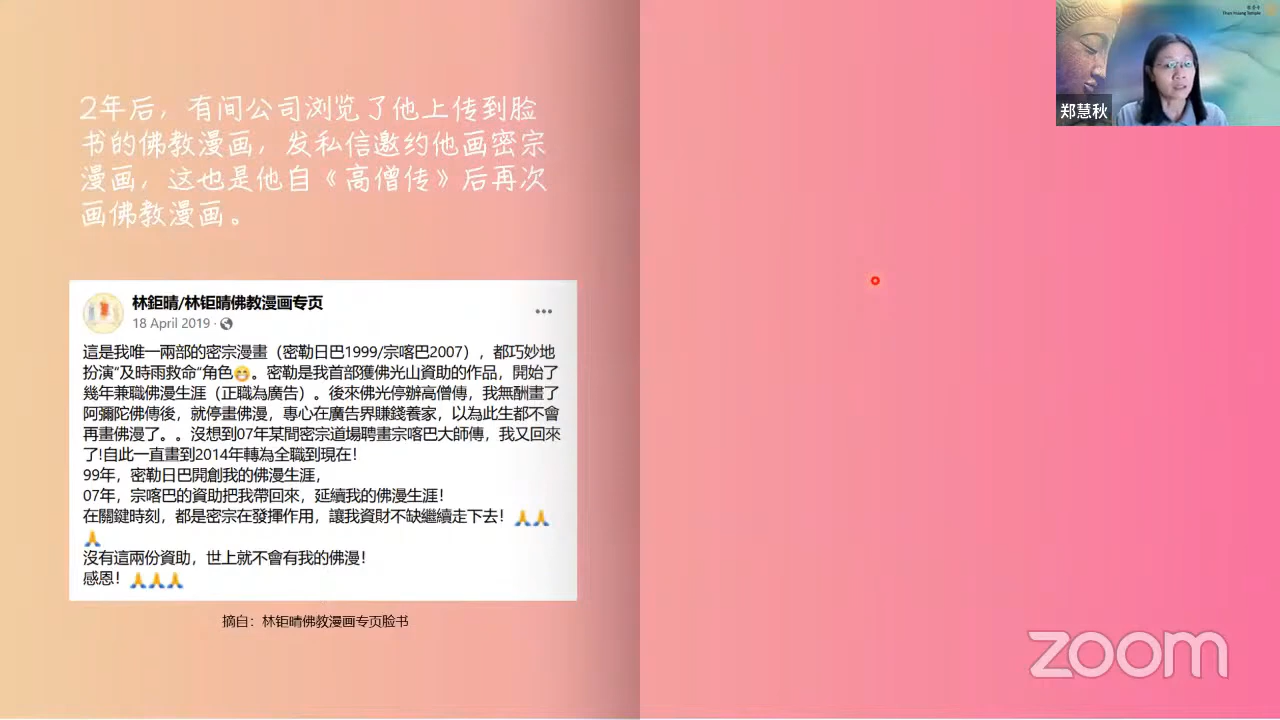 2年后，有间公司浏览了他上传到脸
书的佛教漫画，发私信邀约他画密宗
漫画，这也是他自《高僧传》后再次
画佛教漫画。
林鉅晴/林钜晴佛教漫画专页
18 April 2019 ·
這是我唯一兩部的密宗漫畫（密勒日巴1999/宗喀巴2007），都巧妙地
扮演“及時雨救命“角色😁。密勒是我首部獲佛光山資助的作品，開始了
幾年兼職佛漫生涯（正職為廣告）。後來佛光停辦高僧傳，我無酬畫了
阿彌陀佛傳後，就停畫佛漫，專心在廣告界賺錢養家，以為此生都不會
再畫佛漫了。。沒想到07年某間密宗道場聘畫宗喀巴大師傳，我又回來
了!自此一直畫到2014年轉為全職到現在！
99年，密勒日巴開創我的佛漫生涯，
07年，宗喀巴的資助把我帶回來，延續我的佛漫生涯！
在關鍵時刻，都是密宗在發揮作用，讓我資財不缺繼續走下去！🙏🙏
🙏
沒有這兩份資助，世上就不會有我的佛漫！
感恩！🙏🙏🙏
摘自：林钜晴佛教漫画专页脸书
郑慧秋
zoom